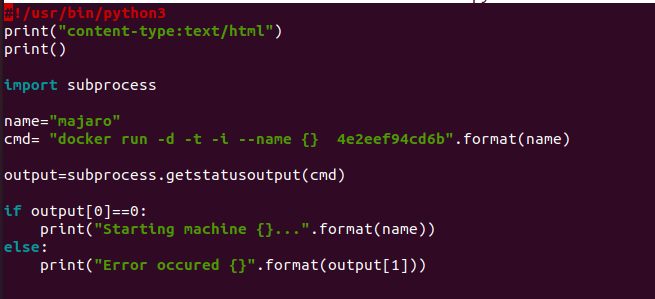 #!/usr/bin/python3
print("content-type:text/html")
print()
import subprocess
name="majaro"
cmd= "docker run -d -t -i --name {}  4e2eef94cd6b".format(name)
output=subprocess.getstatusoutput(cmd)
if output[0]==0:
    print("Starting machine {}...".format(name))
else:
    print("Error occured {}".format(output[1]))